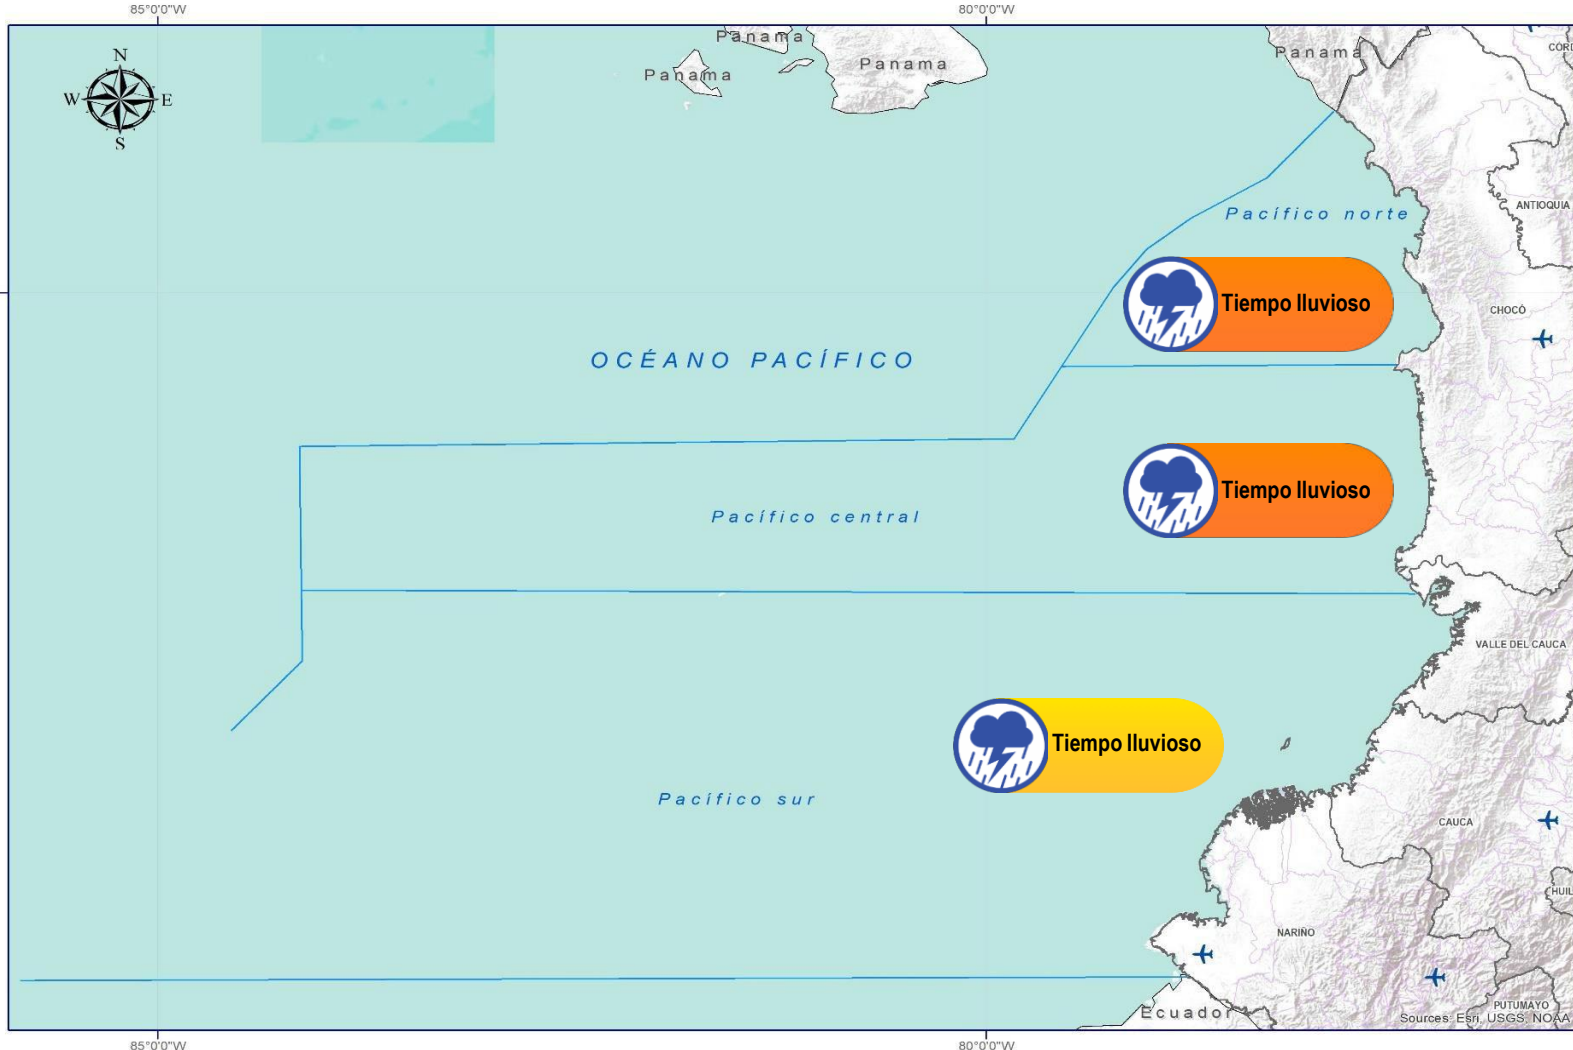 85°0'0"W
80°0'0"W
N
W
E
S
Panama
Panama
Panama
Panama
ANTIOQUIA
Pacífico norte
Tiempo lluvioso
CHOCÓ
OCÉANO PACÍFICO
Tiempo lluvioso
Pacífico central
VALLE DEL CAUCA
Tiempo lluvioso
Pacífico sur
CAUCA
NARIÑO
PUTUMAYO
Ecuador
Sources: Esri, USGS, NOAA
85°0'0"W
80°0'0"W